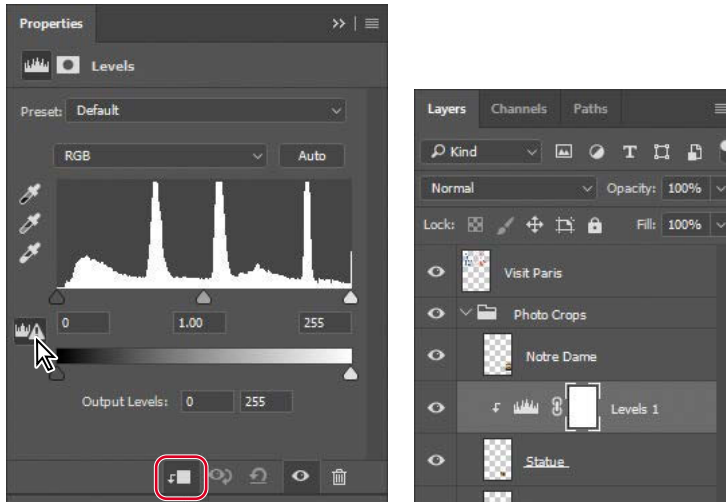 Properties
Levels
Preset: Default
RGB
Auto
0 1.00 255
Output Levels: 0 255
Layers Channels Paths
Kind
Normal Opacity: 100%
Lock: Fill: 100%
Visit Paris
Photo Crops
Notre Dame
Levels 1
Statue